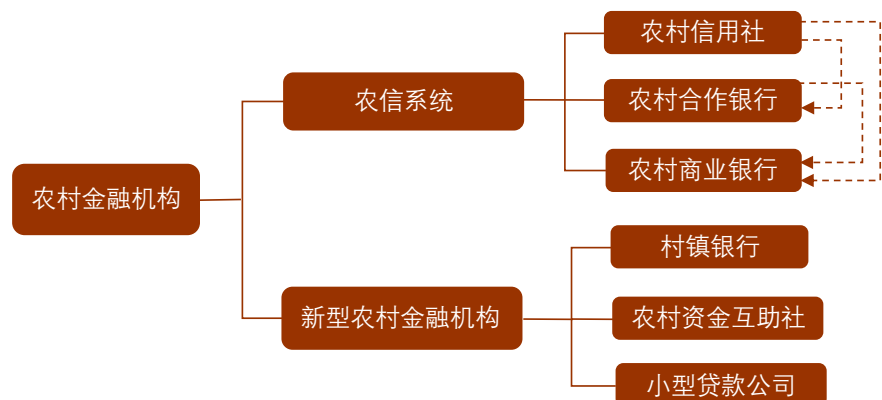 农村信用社
农信系统
农村合作银行
农村商业银行
农村金融机构
村镇银行
新型农村金融机构
农村资金互助社
小型贷款公司